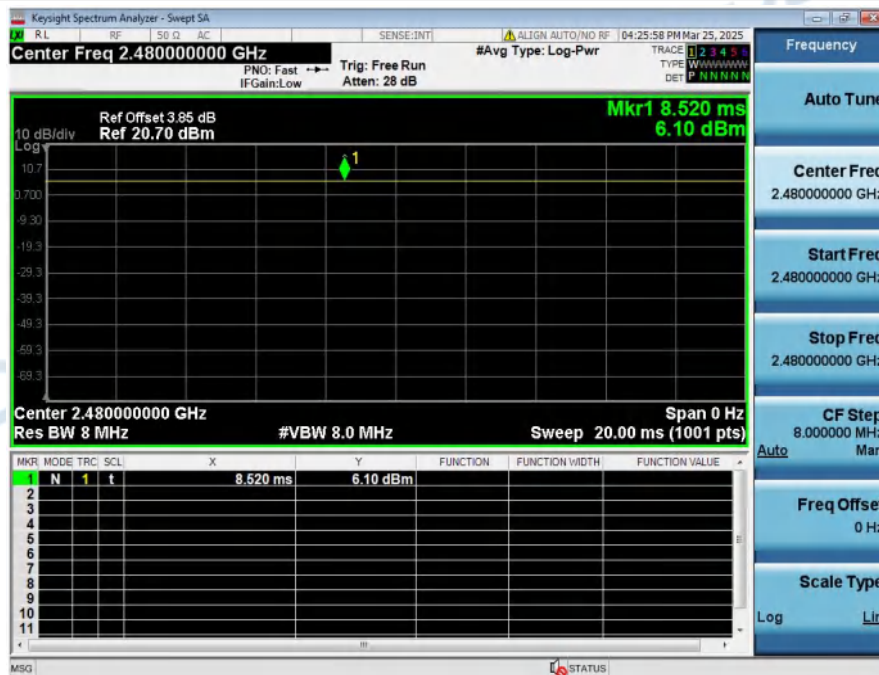 Keysight Spectrum Analyzer - Swept SA
RL RF 50 Ω AC SENSE:INT ALIGN AUTO/NO RF 04:25:58 PM Mar 25, 2025
Center Freq 2.480000000 GHz
PNO: Fast
IFGain:Low
Trig: Free Run
Atten: 28 dB
#Avg Type: Log-Pwr
TRACE 1 2 3 4 5 6
TYPE WWWWWW
DET P N N N N N
Ref Offset 3.85 dB
10 dB/div Ref 20.70 dBm
Log
Mkr1 8.520 ms
6.10 dBm
1
10.7
0.700
-9.30
-19.3
-29.3
-39.3
-49.3
-59.3
-69.3
Center 2.480000000 GHz Span 0 Hz
Res BW 8 MHz #VBW 8.0 MHz Sweep 20.00 ms (1001 pts)
MKR MODE TRC SCL X Y FUNCTION FUNCTION WIDTH FUNCTION VALUE
1 N 1 t 8.520 ms 6.10 dBm
2
3
4
5
6
7
8
9
10
11
MSG STATUS
Frequency
Auto Tune
Center Freq
2.480000000 GHz
Start Freq
2.480000000 GHz
Stop Freq
2.480000000 GHz
CF Step
8.000000 MHz
Auto Man
Freq Offset
0 Hz
Scale Type
Log Lin